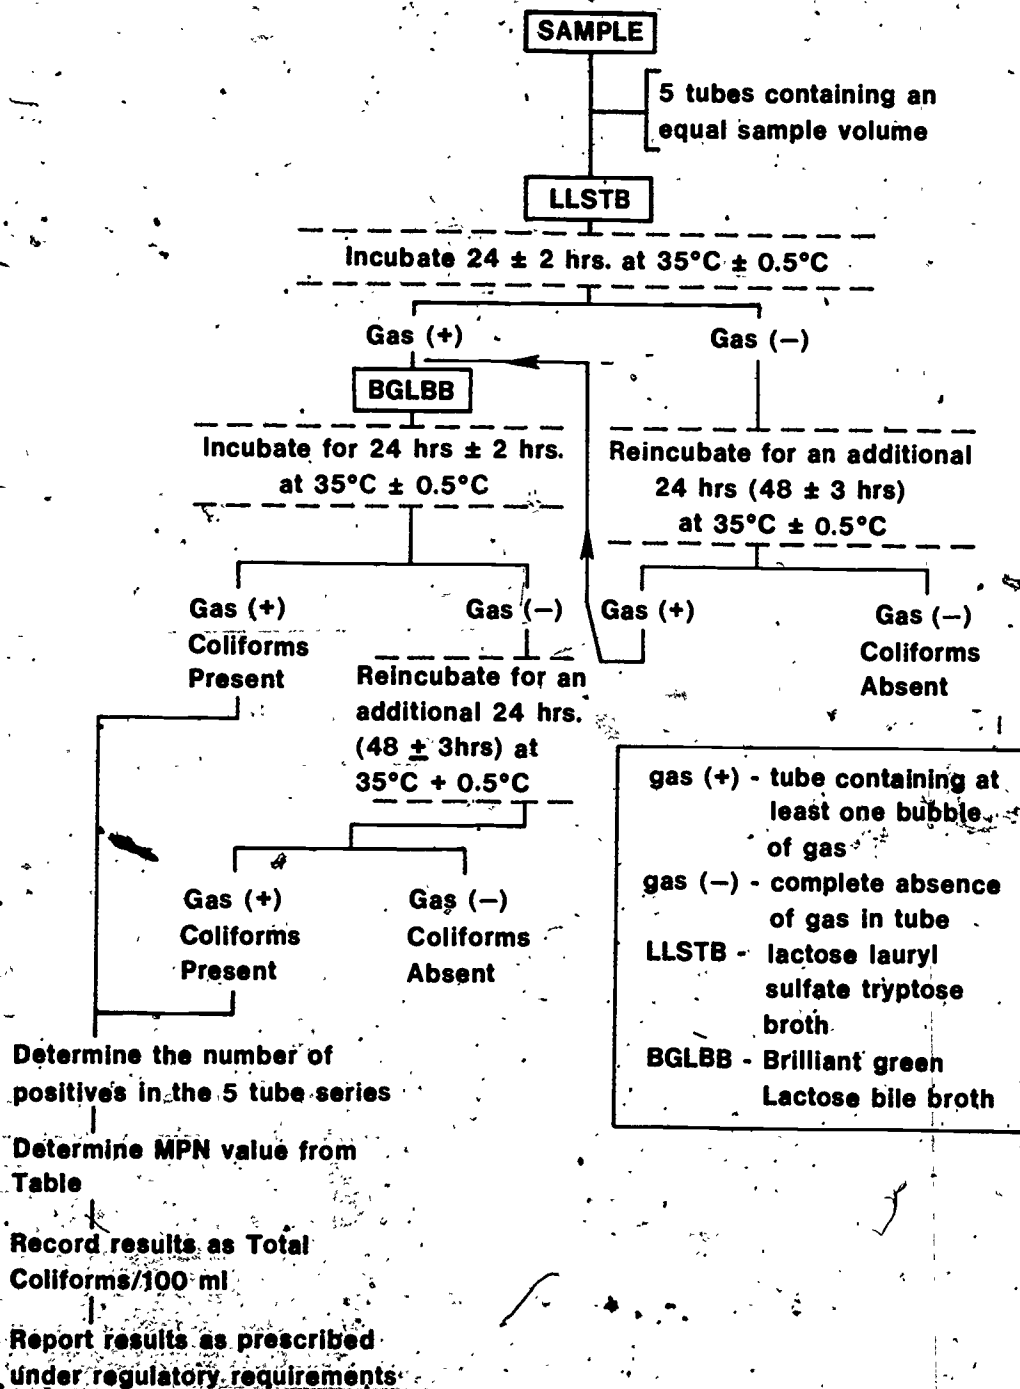 SAMPLE
5 tubes containing an
equal sample volume
LLSTB
Incubate 24 ± 2 hrs. at 35°C ± 0.5°C
Gas (+)
Gas (−)
BGLBB
Incubate for 24 hrs ± 2 hrs.
at 35°C ± 0.5°C
Reincubate for an additional
24 hrs (48 ± 3 hrs)
at 35°C ± 0.5°C
Gas (+)
Coliforms
Present
Gas (−)
Gas (+)
Gas (−)
Coliforms
Absent
Reincubate for an
additional 24 hrs.
(48 ± 3hrs) at
35°C + 0.5°C
Gas (+)
Coliforms
Present
Gas (−)
Coliforms
Absent
gas (+) - tube containing at
least one bubble
of gas
gas (−) - complete absence
of gas in tube
LLSTB - lactose lauryl
sulfate tryptose
broth
BGLBB - Brilliant green
Lactose bile broth
Determine the number of
positives in the 5 tube series
Determine MPN value from
Table
Record results as Total
Coliforms/100 ml
Report results as prescribed
under regulatory requirements